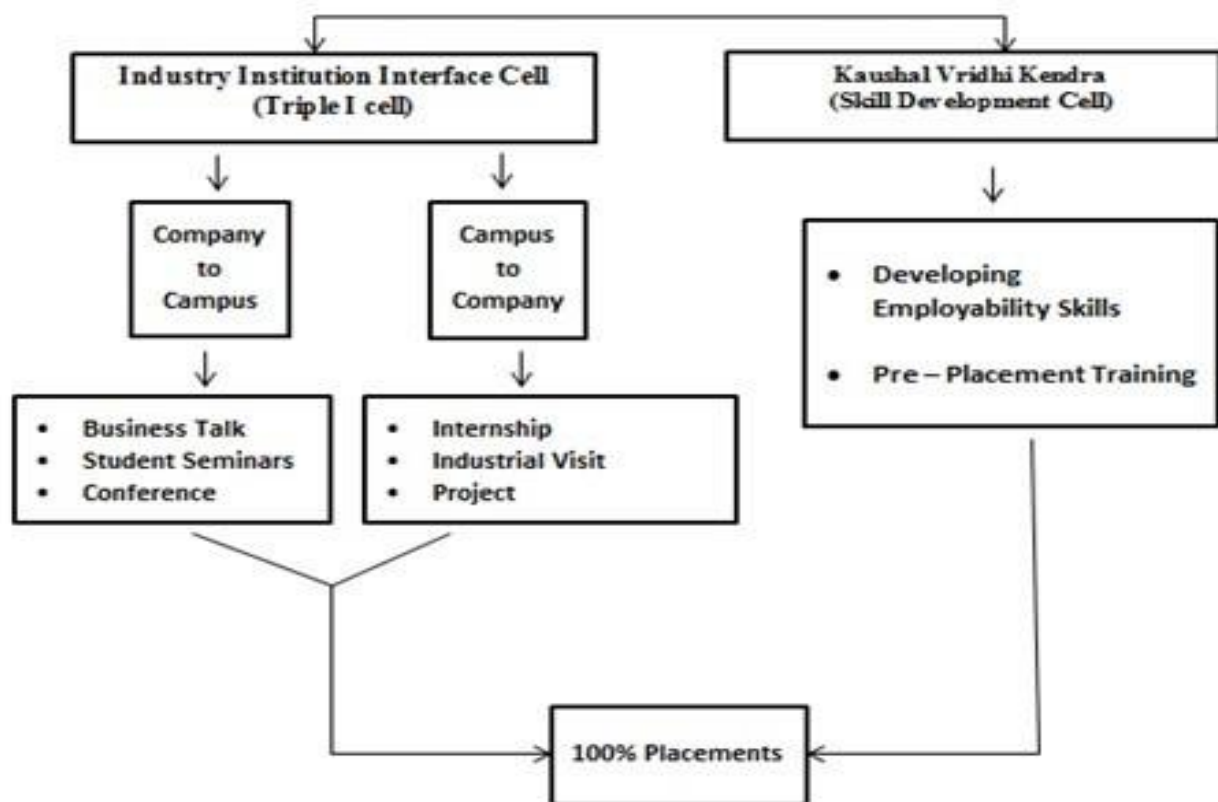 Industry Institution Interface Cell
(Triple I cell)
Kaushal Vridhi Kendra
(Skill Development Cell)
Company
to
Campus
Campus
to
Company
• Developing
Employability Skills
• Pre – Placement Training
• Business Talk
• Student Seminars
• Conference
• Internship
• Industrial Visit
• Project
100% Placements